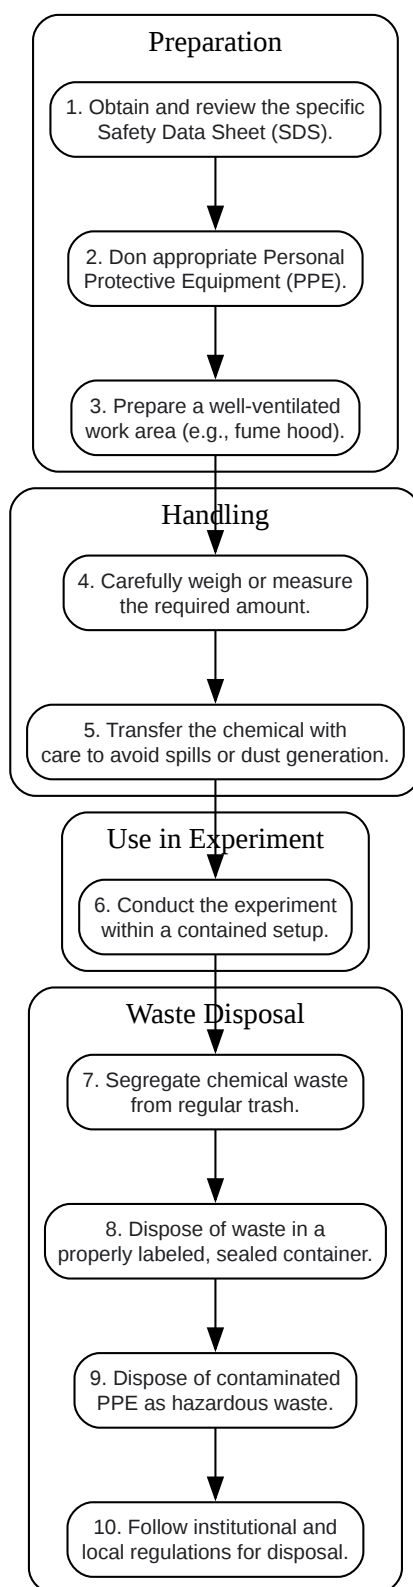 Preparation
1. Obtain and review the specific
Safety Data Sheet (SDS).
2. Don appropriate Personal
Protective Equipment (PPE).
3. Prepare a well-ventilated
work area (e.g., fume hood).
Handling
4. Carefully weigh or measure
the required amount.
5. Transfer the chemical with
care to avoid spills or dust generation.
Use in Experiment
6. Conduct the experiment
within a contained setup.
Waste Disposal
7. Segregate chemical waste
from regular trash.
8. Dispose of waste in a
properly labeled, sealed container.
9. Dispose of contaminated
PPE as hazardous waste.
10. Follow institutional and
local regulations for disposal.